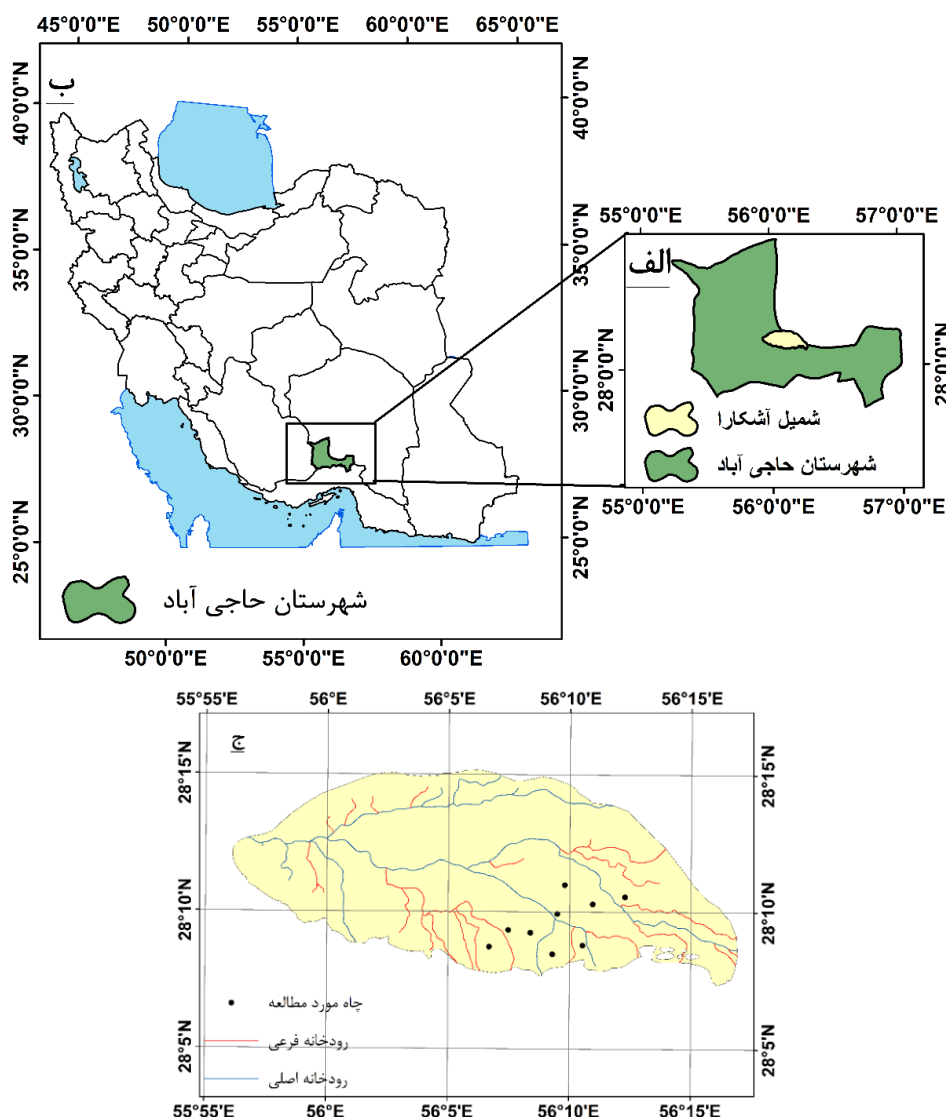 45°0'0"E 50°0'0"E 55°0'0"E 60°0'0"E 65°0'0"E
ب
40°0'0"N
35°0'0"N
30°0'0"N
25°0'0"N
40°0'0"N
35°0'0"N
30°0'0"N
25°0'0"N
شهرستان حاجی آباد
50°0'0"E 55°0'0"E 60°0'0"E
55°0'0"E 56°0'0"E 57°0'0"E
الف
28°0'0"N
28°0'0"N
شمیل آشکارا
شهرستان حاجی آباد
55°0'0"E 56°0'0"E 57°0'0"E
55°55'E 56°E 56°5'E 56°10'E 56°15'E
ج
28°15'N
28°10'N
28°5'N
28°15'N
28°10'N
28°5'N
چاه مورد مطالعه
رودخانه فرعی
رودخانه اصلی
55°55'E 56°E 56°5'E 56°10'E 56°15'E